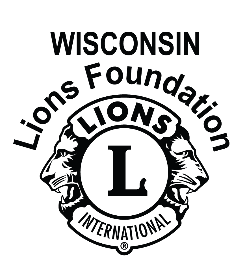 WISCONSIN
Lions Foundation
LIONS
L
INTERNATIONAL
®